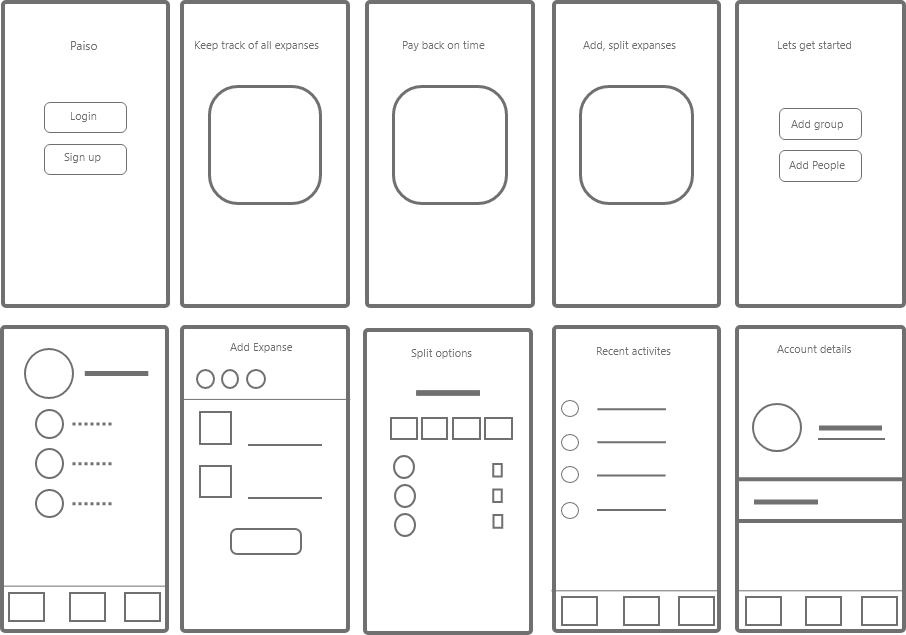 Paiso
Login
Sign up
Keep track of all expanses
Pay back on time
Add, split expanses
Lets get started
Add group
Add People
Add Expanse
Split options
Recent activites
Account details